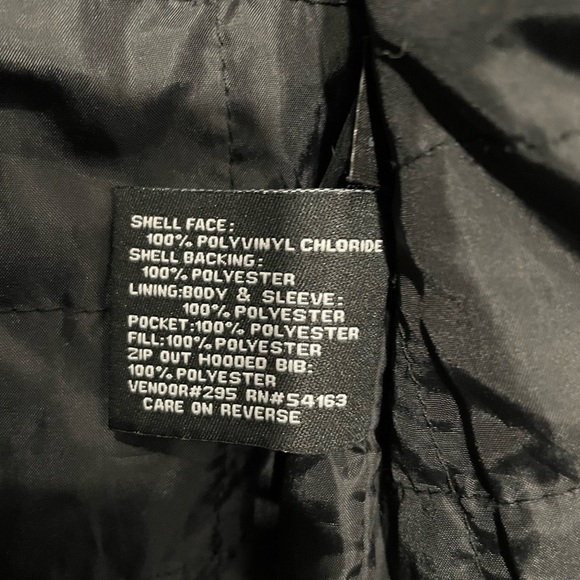 SHELL FACE:
100% POLYVINYL CHLORIDE
SHELL BACKING:
100% POLYESTER
LINING:BODY & SLEEVE:
100% POLYESTER
POCKET:100% POLYESTER
FILL:100% POLYESTER
ZIP OUT HOODED BIB:
100% POLYESTER
VENDOR#295 RN#54163
CARE ON REVERSE